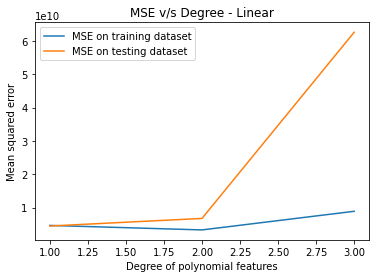 MSE v/s Degree - Linear
1e10
MSE on training dataset
MSE on testing dataset
Mean squared error
6
5
4
3
2
1
1.00 1.25 1.50 1.75 2.00 2.25 2.50 2.75 3.00
Degree of polynomial features